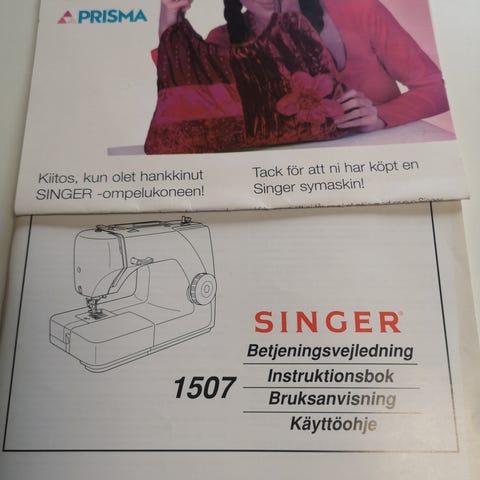 PRISMA
Kiitos, kun olet hankkinut
SINGER -ompelukoneen!
Tack för att ni har köpt en
Singer symaskin!
SINGER®
Betjeningsvejledning
Instruktionsbok
1507
Bruksanvisning
Käyttöohje